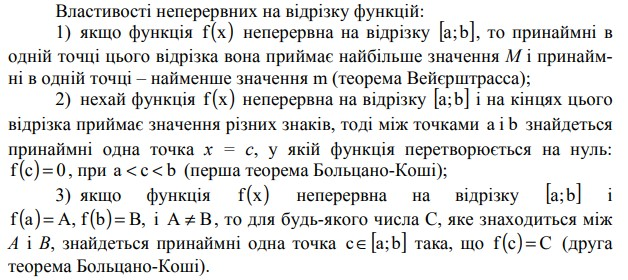 Властивості неперервних на відрізку функцій:
1) якщо функція f(x) неперервна на відрізку [a;b], то принаймні в
одній точці цього відрізка вона приймає найбільше значення M і принайм-
ні в одній точці – найменше значення m (теорема Вейєрштрасса);
2) нехай функція f(x) неперервна на відрізку [a;b] і на кінцях цього
відрізка приймає значення різних знаків, тоді між точками a і b знайдеться
принаймні одна точка x = c, у якій функція перетворюється на нуль:
f(c)=0, при a < c < b (перша теорема Больцано-Коші);
3) якщо функція f(x) неперервна на відрізку [a;b] і
f(a)= A, f(b)= B, і A ≠ B, то для будь-якого числа C, яке знаходиться між
A і B, знайдеться принаймні одна точка c∈[a;b] така, що f(c)=C (друга
теорема Больцано-Коші).